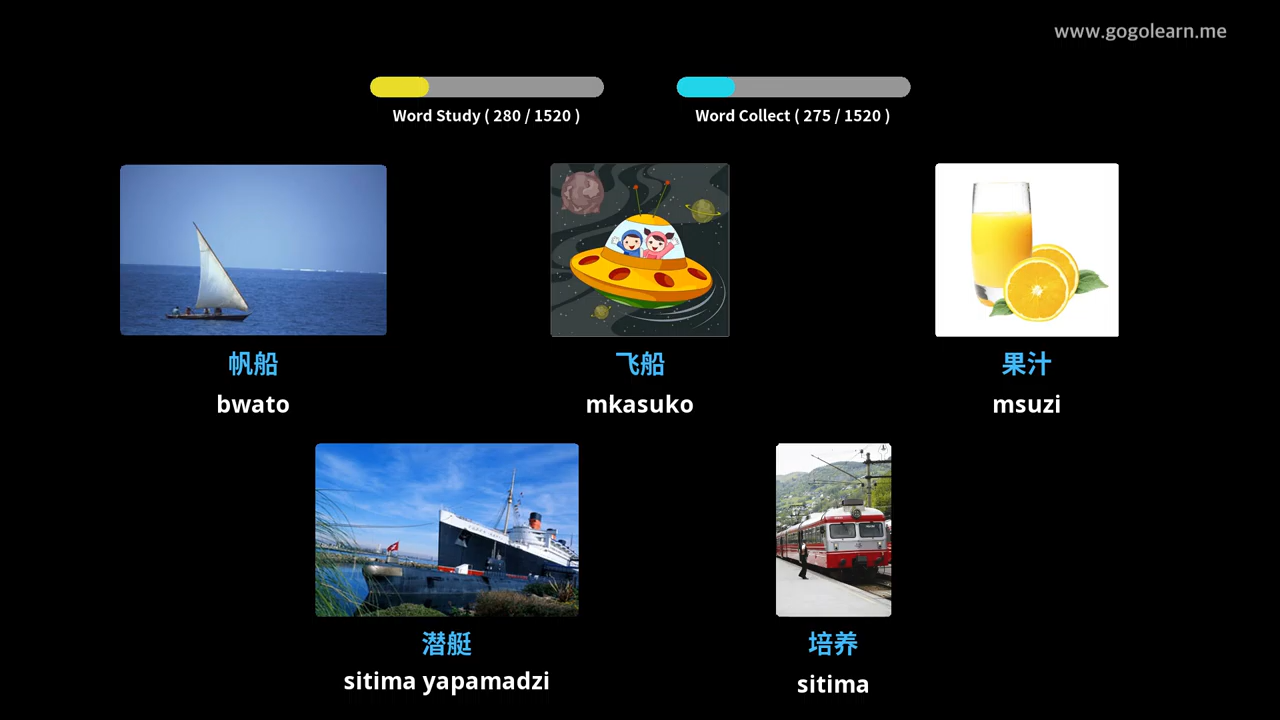 www.gogolearn.me
Word Study ( 280 / 1520 )
Word Collect ( 275 / 1520 )
帆船
bwato
飞船
mkasuko
果汁
msuzi
潜艇
sitima yapamadzi
培养
sitima